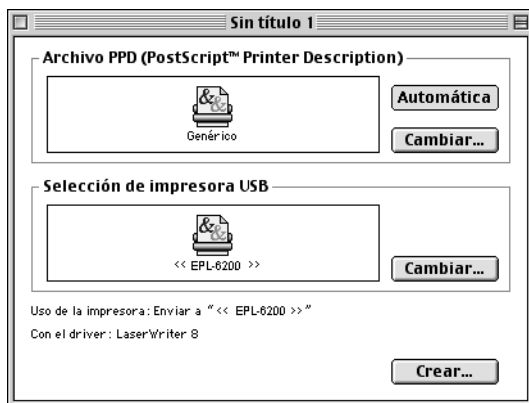 Sin título 1
Archivo PPD (PostScript™ Printer Description)
Genérico
Automática
Cambiar...
Selección de impresora USB
<< EPL-6200 >>
Cambiar...
Uso de la impresora: Enviar a "<< EPL-6200 >>"
Con el driver: LaserWriter 8
Crear...